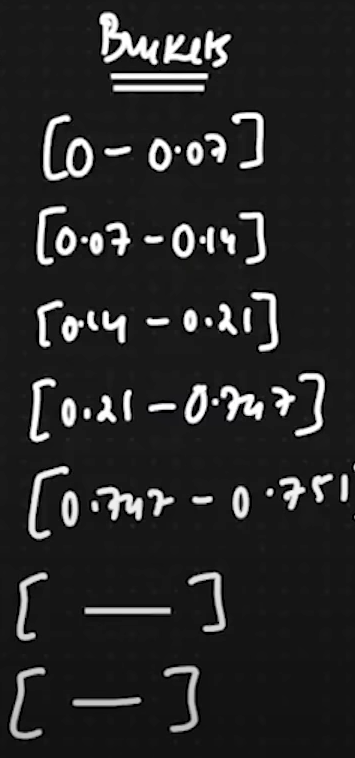 Buckets
[0 - 0.07]
[0.07 - 0.14]
[0.14 - 0.21]
[0.21 - 0.747]
[0.747 - 0.751]
[ — ]
[ — ]